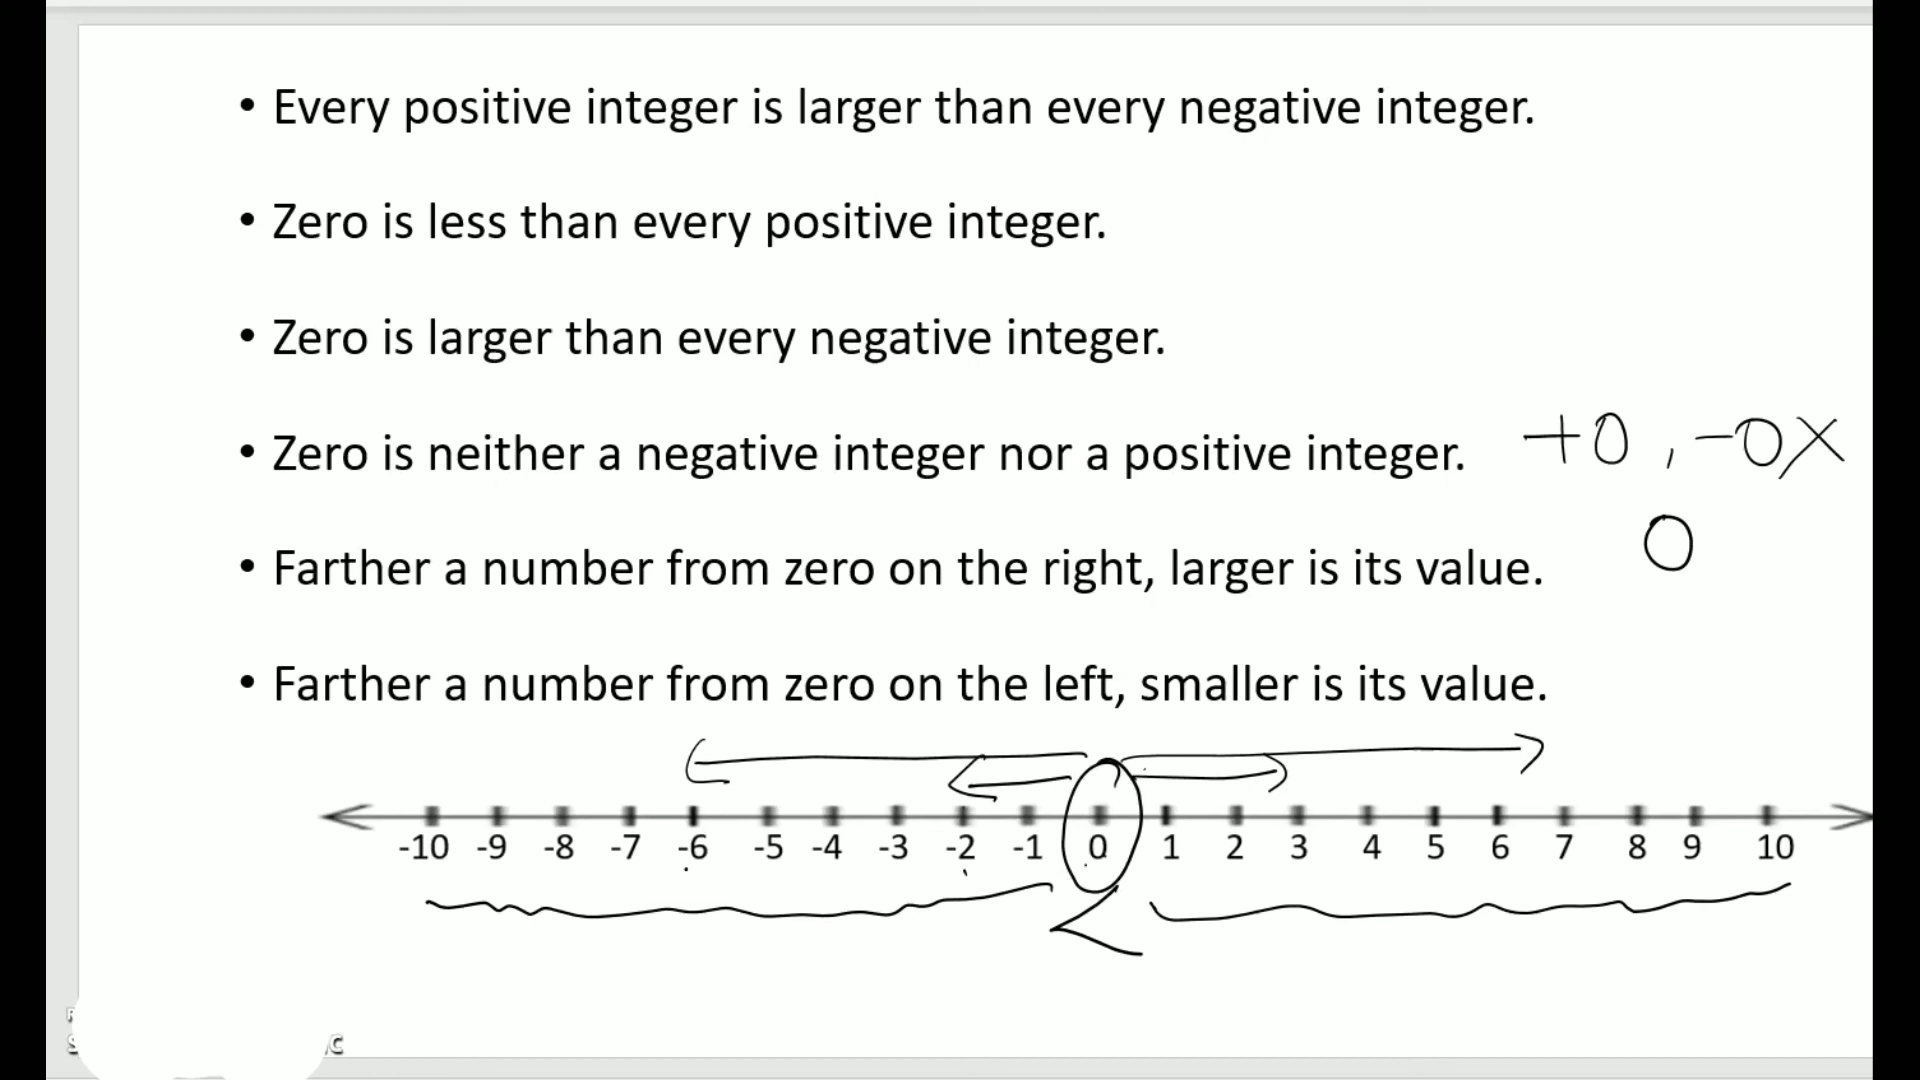 • Every positive integer is larger than every negative integer.
• Zero is less than every positive integer.
• Zero is larger than every negative integer.
• Zero is neither a negative integer nor a positive integer. +0 , -0 X
0
• Farther a number from zero on the right, larger is its value.
• Farther a number from zero on the left, smaller is its value.
-10 -9 -8 -7 -6 -5 -4 -3 -2 -1 0 1 2 3 4 5 6 7 8 9 10
<